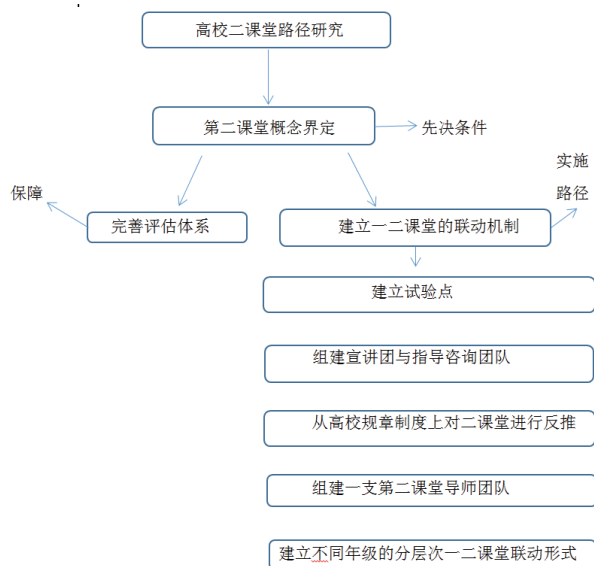 高校二课堂路径研究
第二课堂概念界定
先决条件
实施
路径
保障
完善评估体系
建立一二课堂的联动机制
建立试验点
组建宣讲团与指导咨询团队
从高校规章制度上对二课堂进行反推
组建一支第二课堂导师团队
建立不同年级的分层次一二课堂联动形式